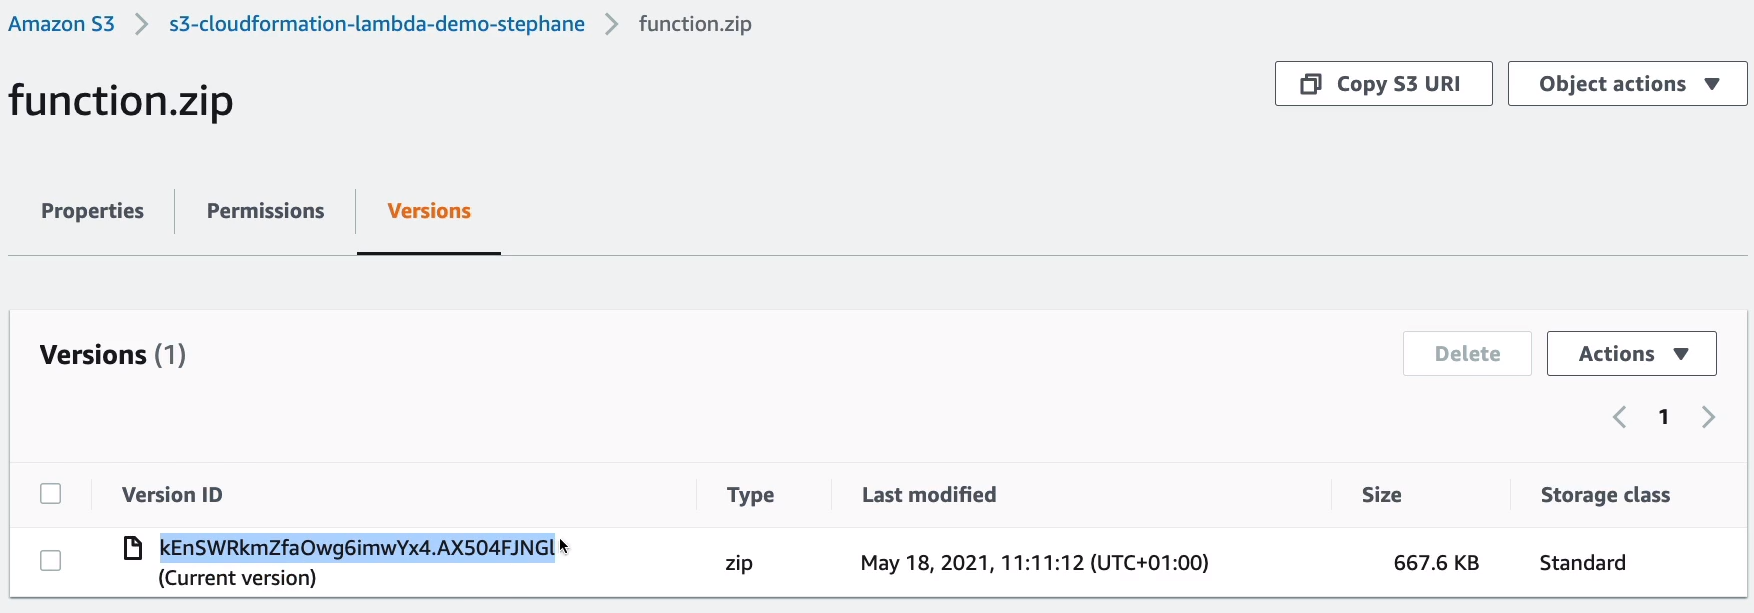 Amazon S3 > s3-cloudformation-lambda-demo-stephane > function.zip
function.zip
Copy S3 URI
Object actions ▼
Properties
Permissions
Versions
Versions (1)
Delete
Actions ▼
< 1 >
Version ID
Type
Last modified
Size
Storage class
kEnSWRkmZfaOwg6imwYx4.AX504FJNGl
(Current version)
zip
May 18, 2021, 11:11:12 (UTC+01:00)
667.6 KB
Standard